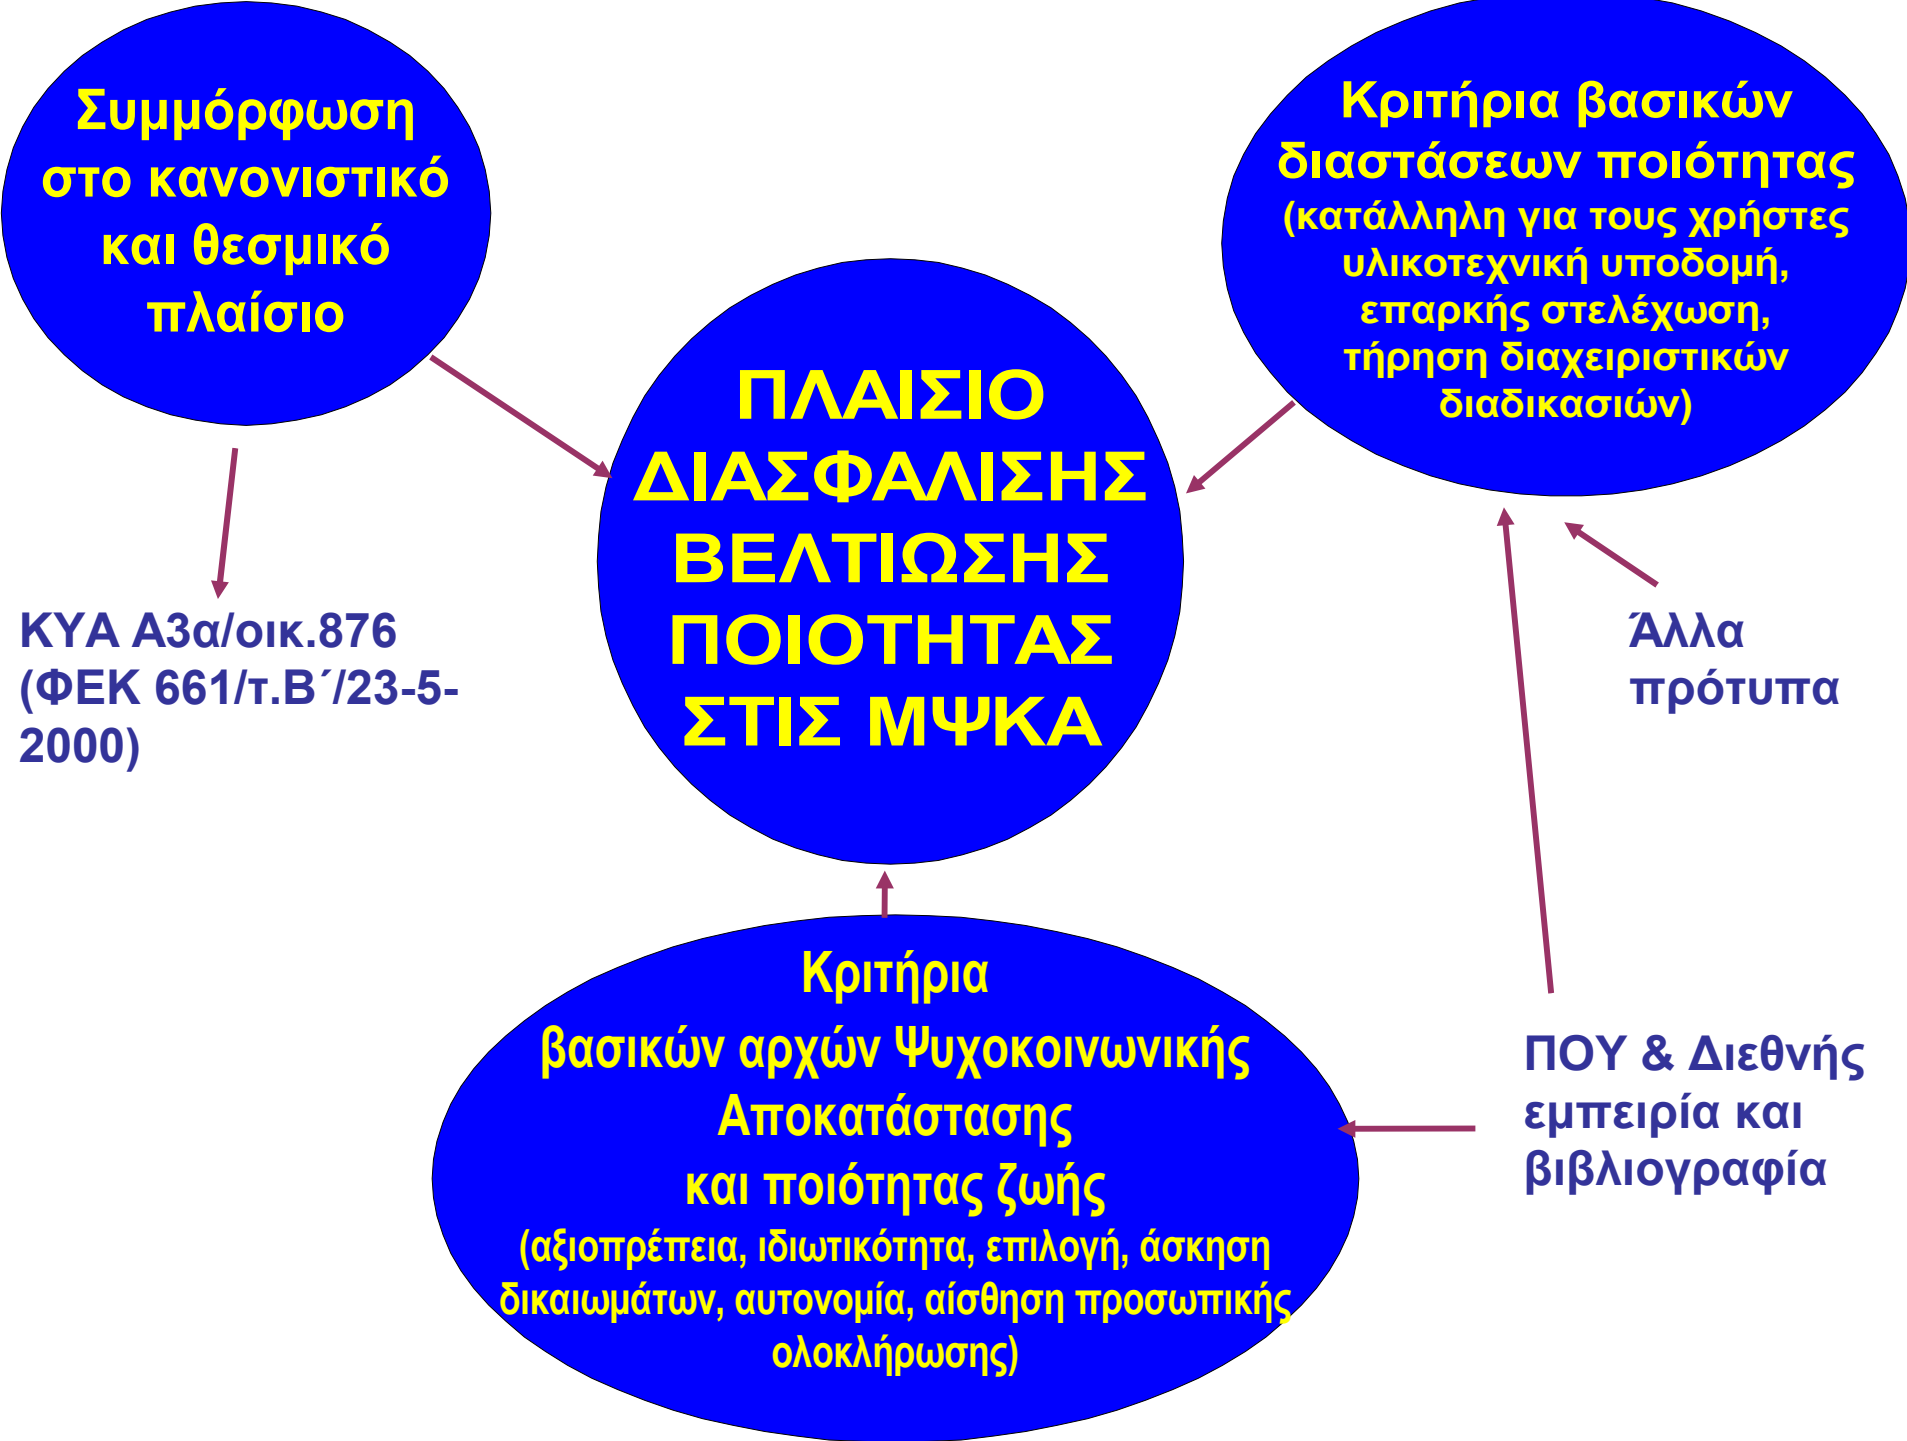 Συμμόρφωση
στο κανονιστικό
και θεσμικό
πλαίσιο
Κριτήρια βασικών
διαστάσεων ποιότητας
(κατάλληλη για τους χρήστες
υλικοτεχνική υποδομή,
επαρκής στελέχωση,
τήρηση διαχειριστικών
διαδικασιών)
ΠΛΑΙΣΙΟ
ΔΙΑΣΦΑΛΙΣΗΣ
ΒΕΛΤΙΩΣΗΣ
ΠΟΙΟΤΗΤΑΣ
ΣΤΙΣ ΜΨΚΑ
ΚΥΑ Α3α/οικ.876
(ΦΕΚ 661/τ.Β΄/23-5-
2000)
Άλλα
πρότυπα
Κριτήρια
βασικών αρχών Ψυχοκοινωνικής
Αποκατάστασης
και ποιότητας ζωής
(αξιοπρέπεια, ιδιωτικότητα, επιλογή, άσκηση
δικαιωμάτων, αυτονομία, αίσθηση προσωπικής
ολοκλήρωσης)
ΠΟΥ & Διεθνής
εμπειρία και
βιβλιογραφία